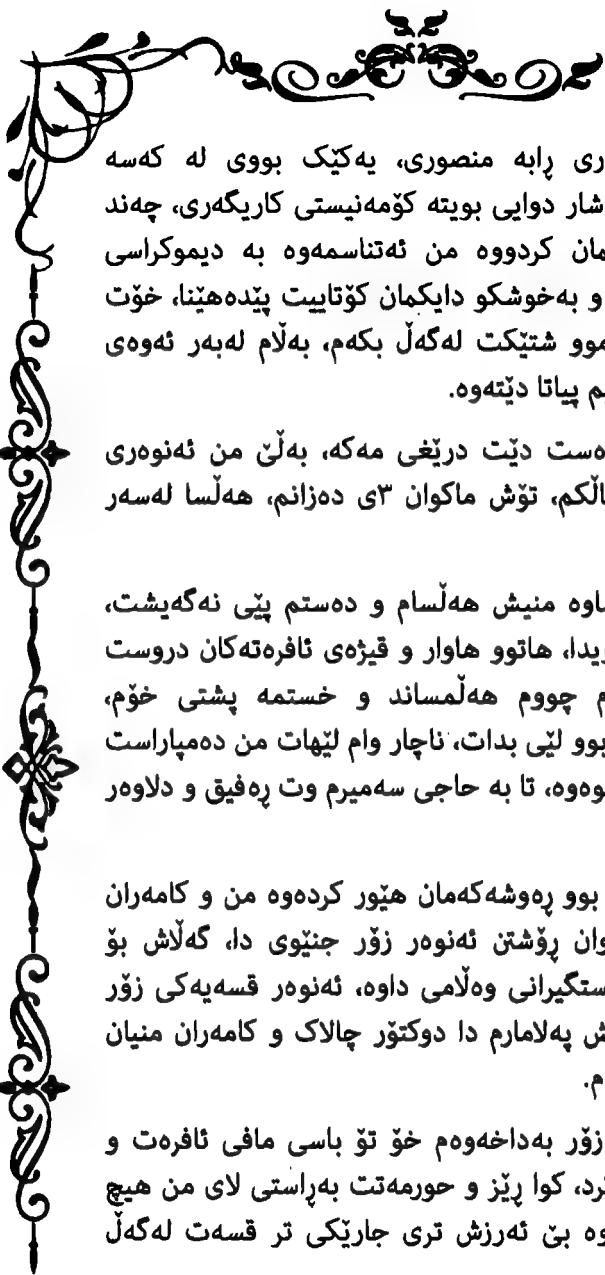 ری ڕابە منصوری، یەکێک بووی لە کەسە
شار دوایی بویتە کۆمەنیستی کاریگەری، چەند
مان کردووە من ئەتناسمەوە بە دیموکراسی
و بەخوشکو دایکمان کۆتاییت پێدەهێنا، خۆت
موو شتێکت لەگەڵ بکەم، بەڵام لەبەر ئەوەی
م پیاتا دێتەوە.
ەست دێت درێغی مەکە، بەڵێ من ئەنوەری
ماڵکم، تۆش ماکوان ٣ی دەزانم، هەڵسا لەسەر
ساوە منیش هەڵسام و دەستم پێی نەگەیشت،
ویدا، هاتوو هاوار و قیژەی ئافرەتەکان دروست
م چووم هەڵمساند و خستمە پشتی خۆم،
بوو لێی بدات، ناچار وام لێهات من دەمپاراست
وەوە، تا بە حاجی سەمیرم وت ڕەفیق و دلاوەر
بوو ڕەوشەکەمان هێور کردەوە من و کامەران
وان ڕۆشتن ئەنوەر زۆر جنێوی دا، گەڵاش بۆ
ستگیرانی وەڵامی داوە، ئەنوەر قسەیەکی زۆر
ش پەلامارم دا دوکتۆر چالاک و کامەران منیان
م.
زۆر بەداخەوەم خۆ تۆ باسی مافی ئافرەت و
کرد، کوا ڕێز و حورمەتت بەڕاستی لای من هیچ
وە بێ ئەرزش تری جارێکی تر قسەت لەگەڵ